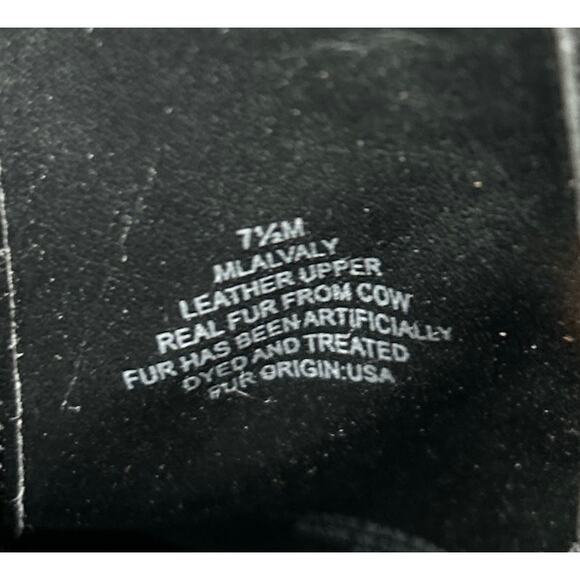 7½M
MLALVALY
LEATHER UPPER
REAL FUR FROM COW
FUR HAS BEEN ARTIFICIALLY
DYED AND TREATED
FUR ORIGIN:USA